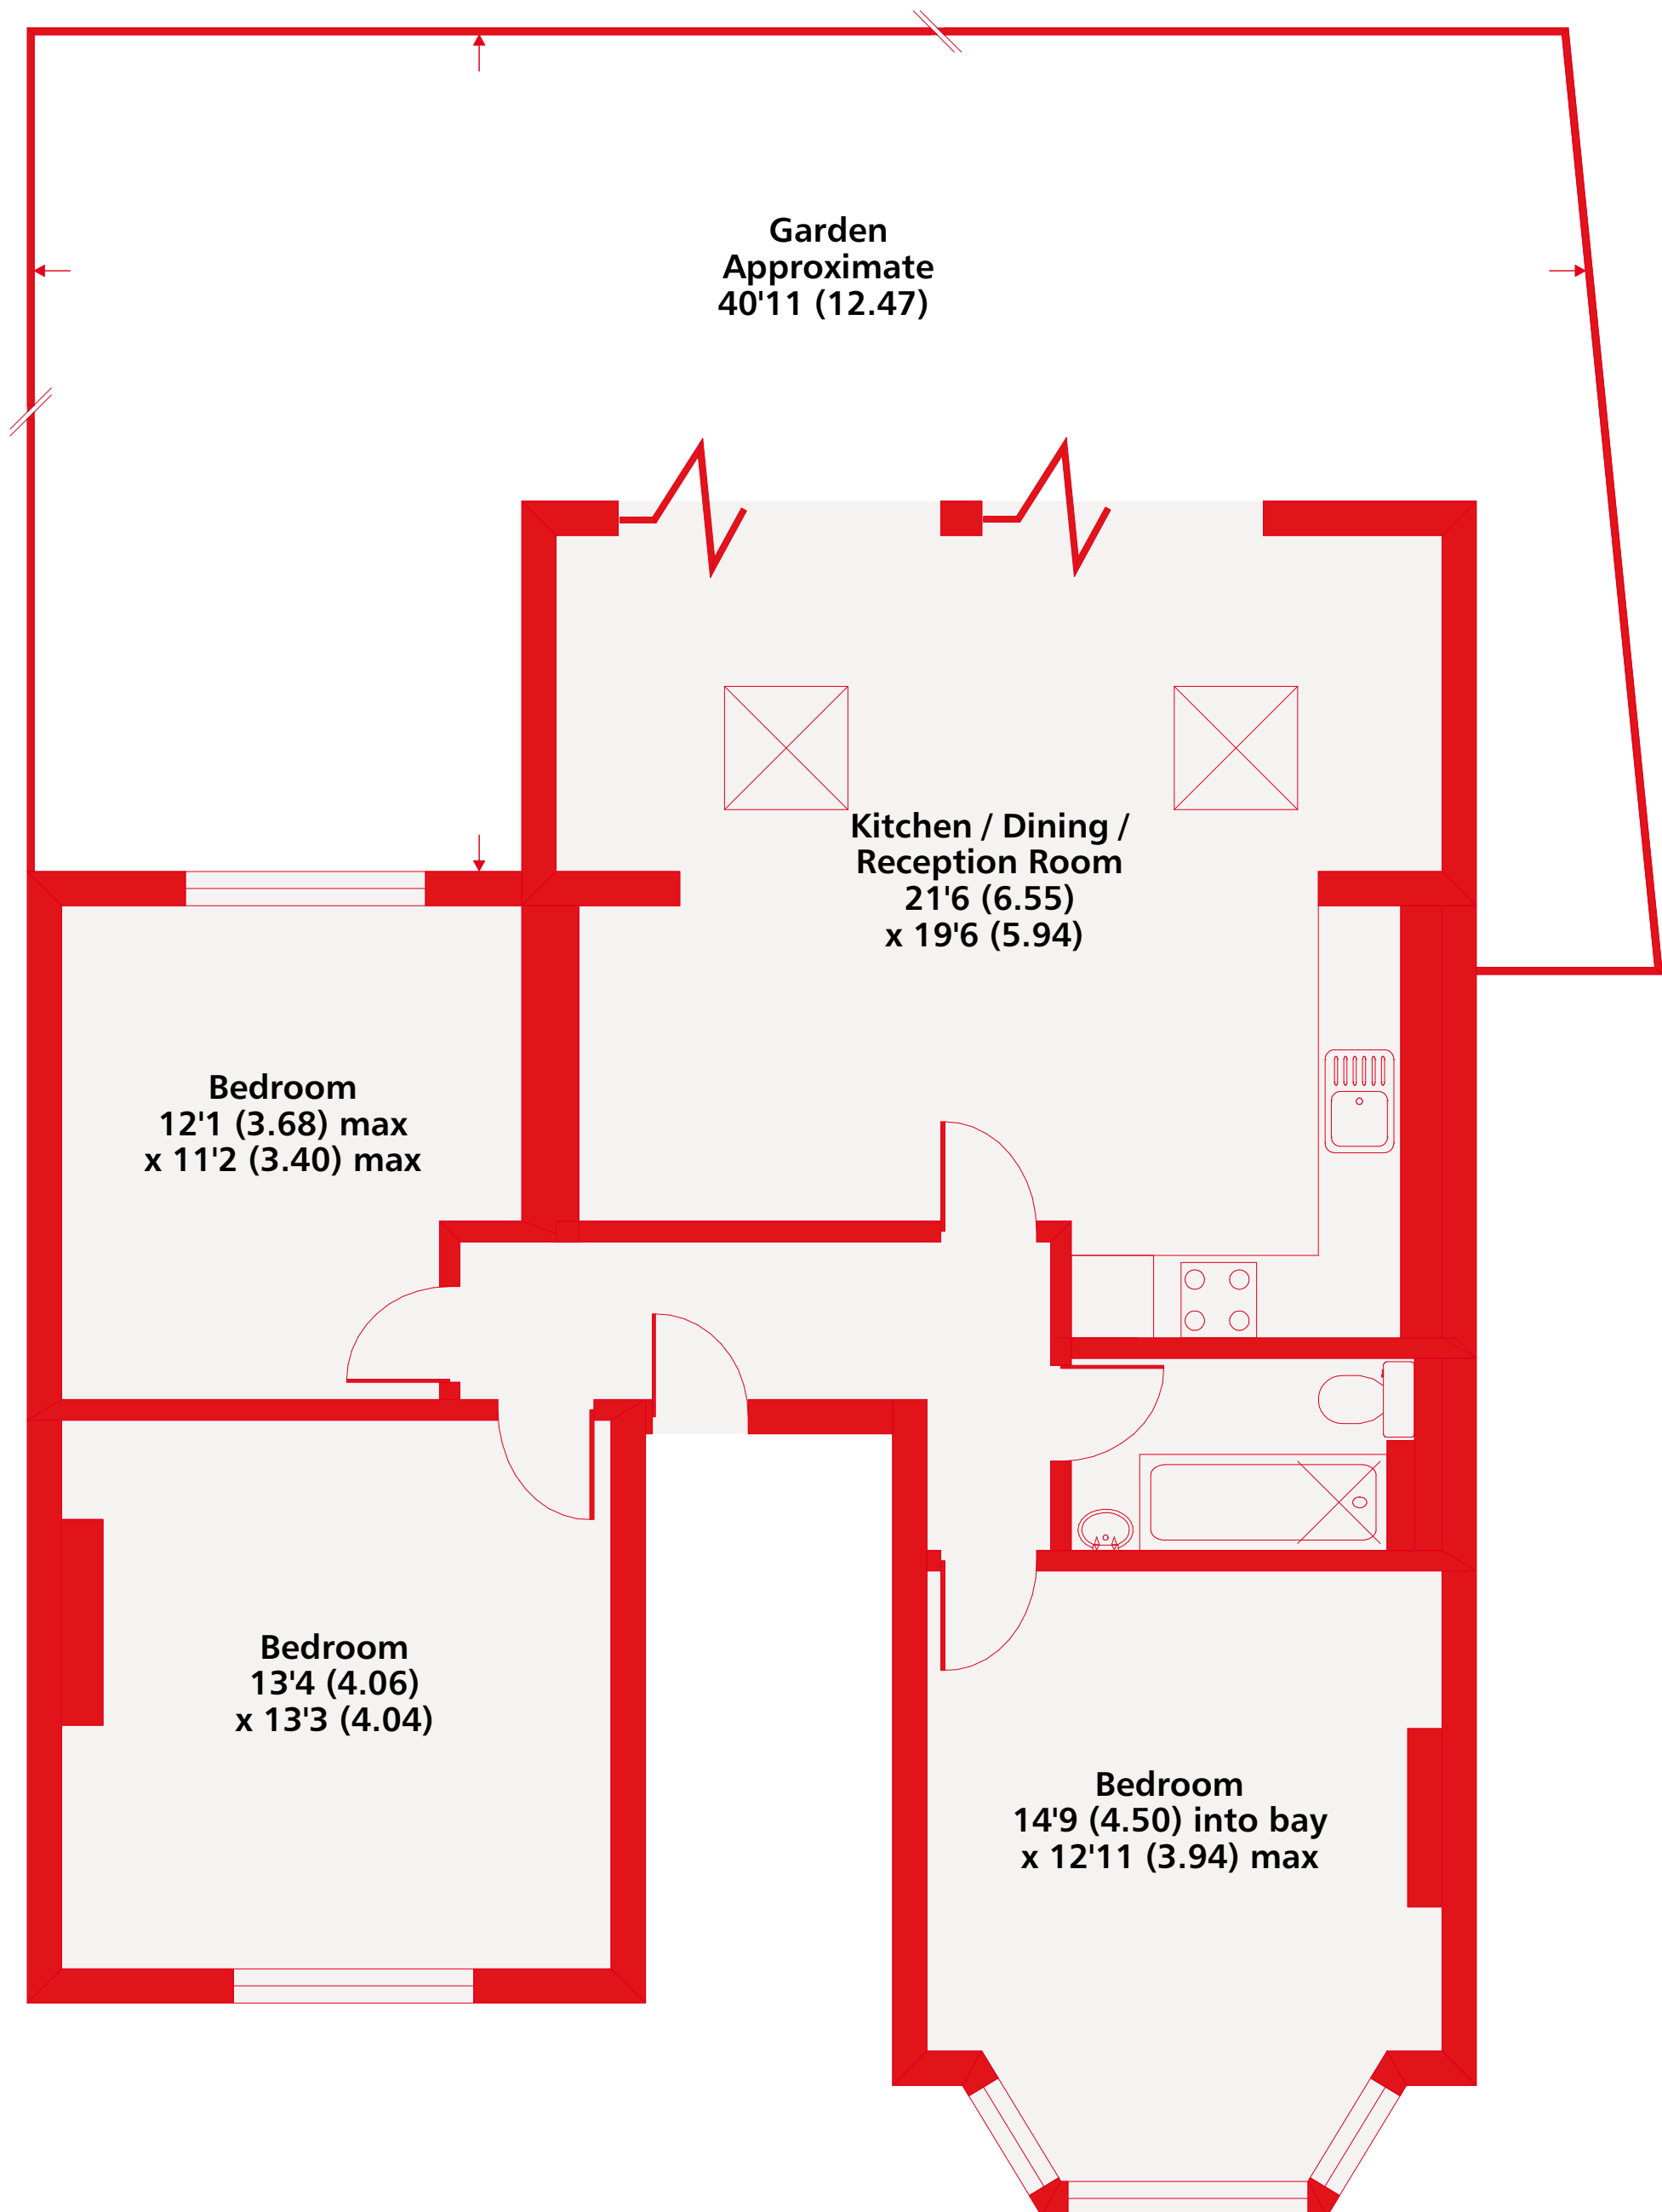 Garden
Approximate
40'11 (12.47)
Kitchen / Dining /
Reception Room
21'6 (6.55)
x 19'6 (5.94)
Bedroom
12'1 (3.68) max
x 11'2 (3.40) max
Bedroom
13'4 (4.06)
x 13'3 (4.04)
Bedroom
14'9 (4.50) into bay
x 12'11 (3.94) max